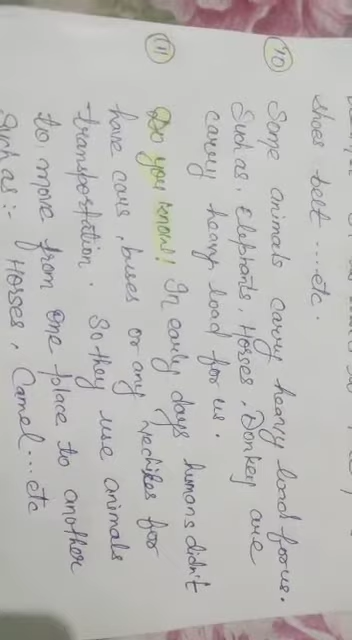 shoes belt ... etc.
10 Some animals carry heavy load for us.
Such as, Elephants, Horses, Donkey are
carry heavy load for us.
11 Do you know! In early days humans didn't
have cars, buses or any vechiles for
transportation. So they use animals
to move from one place to another
Such as :- Horses, Camel ... etc